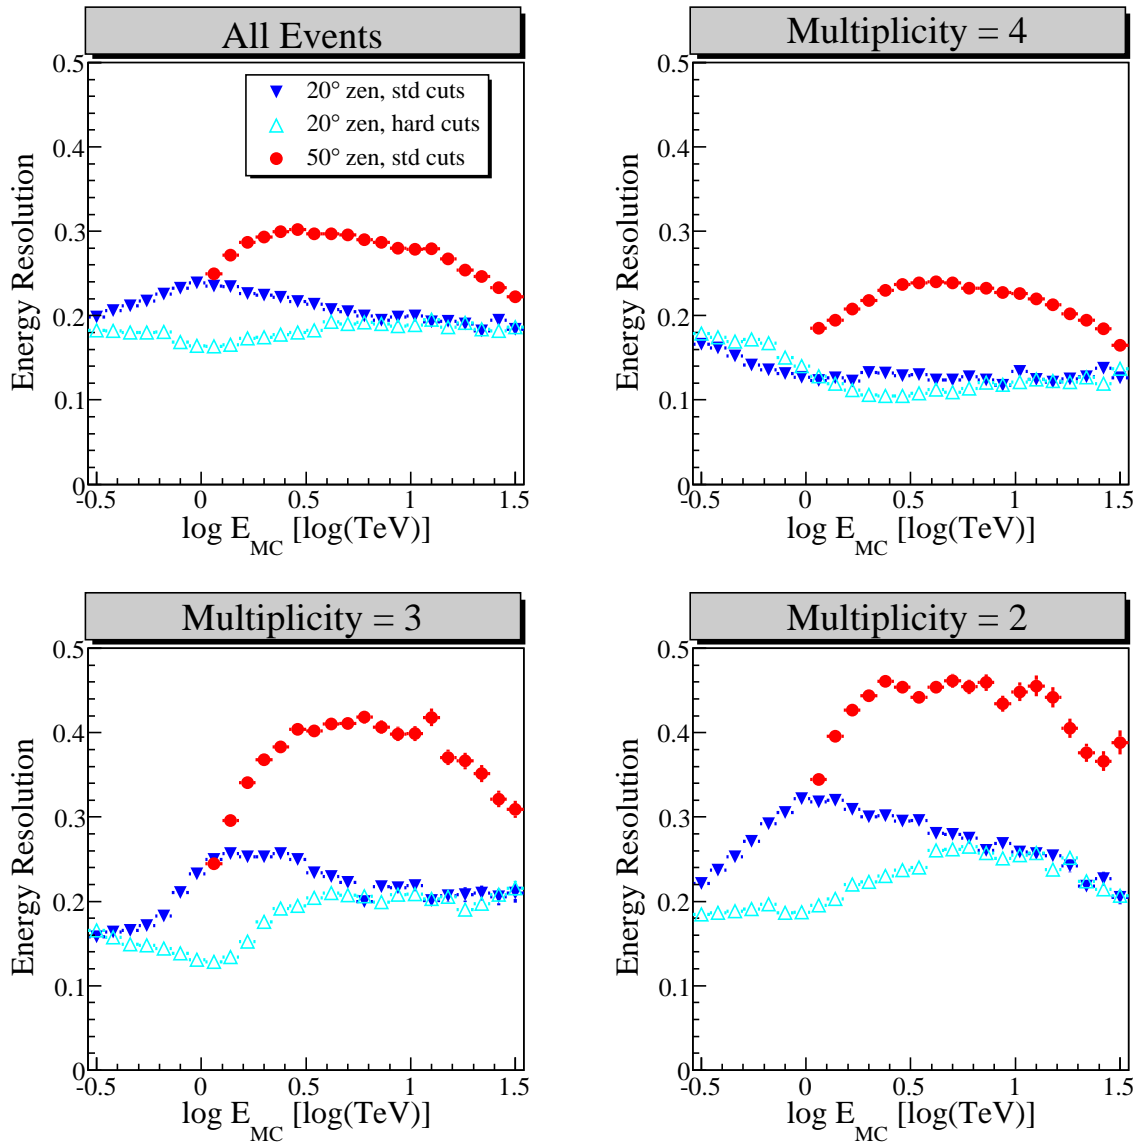 All Events
0.5
0.4
0.3
0.2
0.1
0
Energy Resolution
20° zen, std cuts
20° zen, hard cuts
50° zen, std cuts
-0.5 0 0.5 1 1.5
log E_MC [log(TeV)]
Multiplicity = 4
0.5
0.4
0.3
0.2
0.1
0
Energy Resolution
-0.5 0 0.5 1 1.5
log E_MC [log(TeV)]
Multiplicity = 3
0.5
0.4
0.3
0.2
0.1
0
Energy Resolution
-0.5 0 0.5 1 1.5
log E_MC [log(TeV)]
Multiplicity = 2
0.5
0.4
0.3
0.2
0.1
0
Energy Resolution
-0.5 0 0.5 1 1.5
log E_MC [log(TeV)]